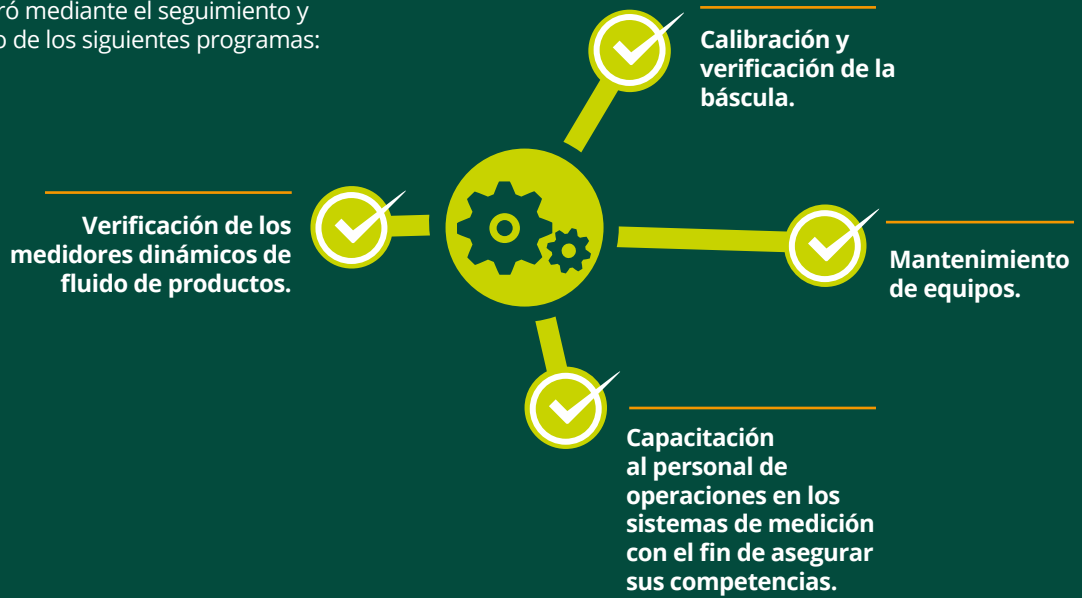 mediante el seguimiento y
de los siguientes programas:
Calibración y
verificación de la
báscula.
Verificación de los
medidores dinámicos de
fluido de productos.
Mantenimiento
de equipos.
Capacitación
al personal de
operaciones en los
sistemas de medición
con el fin de asegurar
sus competencias.